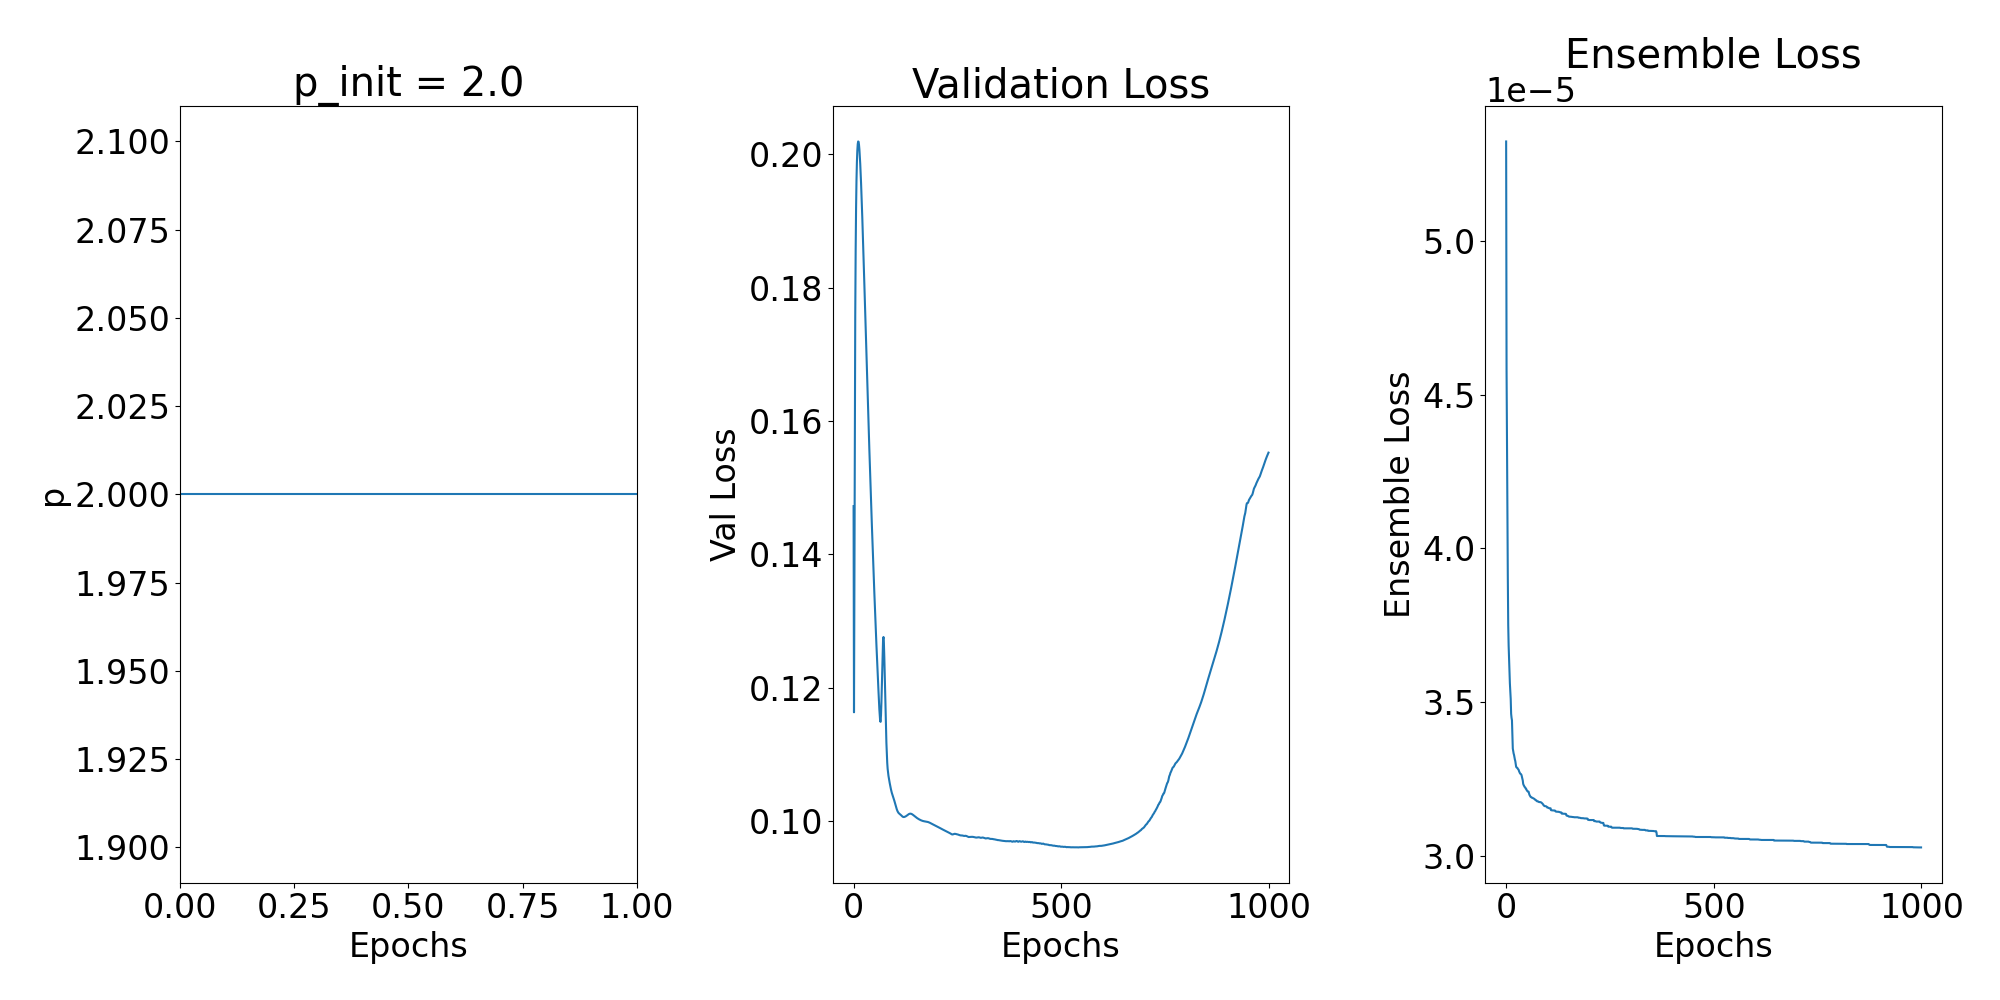 p_init = 2.0
p
2.100
2.075
2.050
2.025
2.000
1.975
1.950
1.925
1.900
0.00 0.25 0.50 0.75 1.00
Epochs
Validation Loss
Val Loss
0.20
0.18
0.16
0.14
0.12
0.10
0 500 1000
Epochs
Ensemble Loss
1e−5
Ensemble Loss
5.0
4.5
4.0
3.5
3.0
0 500 1000
Epochs